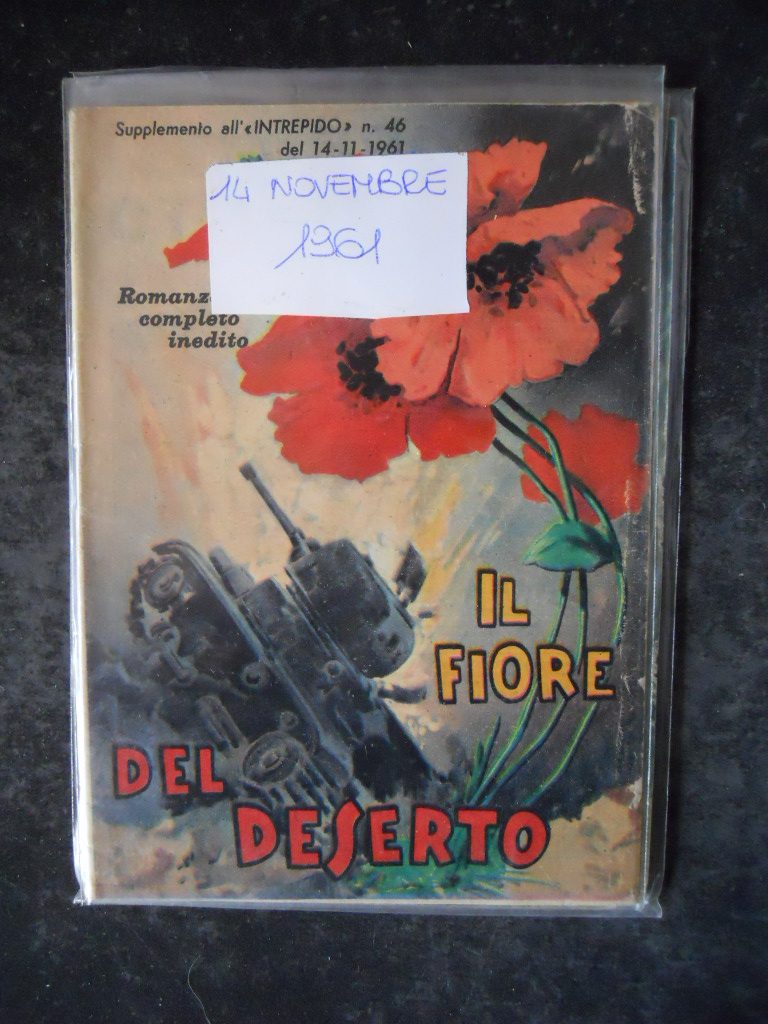 Supplemento all'«INTREPIDO» n. 46
del 14-11-1961
14 NOVEMBRE
1961
completo
inedito
IL
FIORE
DEL
DESERTO